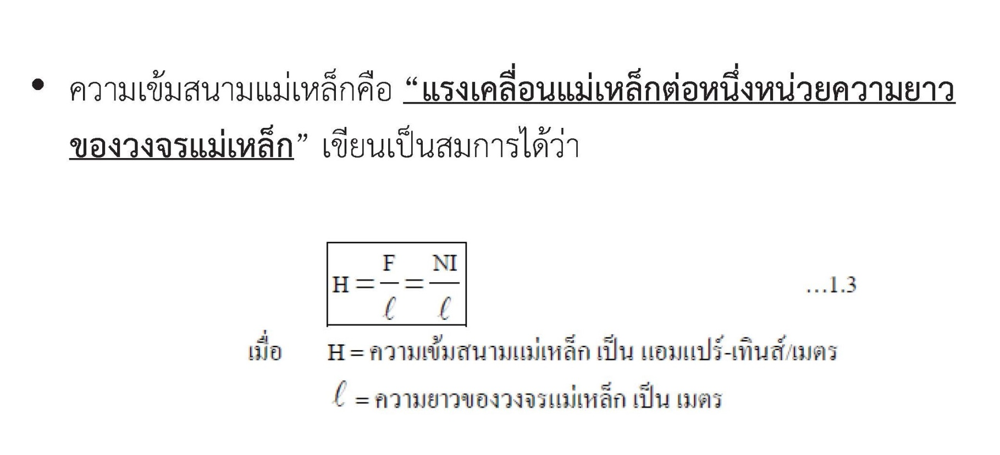 • ความเข้มสนามแม่เหล็กคือ “แรงเคลื่อนแม่เหล็กต่อหนึ่งหน่วยความยาว
ของวงจรแม่เหล็ก” เขียนเป็นสมการได้ว่า
H = F/ℓ = NI/ℓ ...1.3
เมื่อ H = ความเข้มสนามแม่เหล็ก เป็น แอมแปร์-เทินส์/เมตร
ℓ = ความยาวของวงจรแม่เหล็ก เป็น เมตร